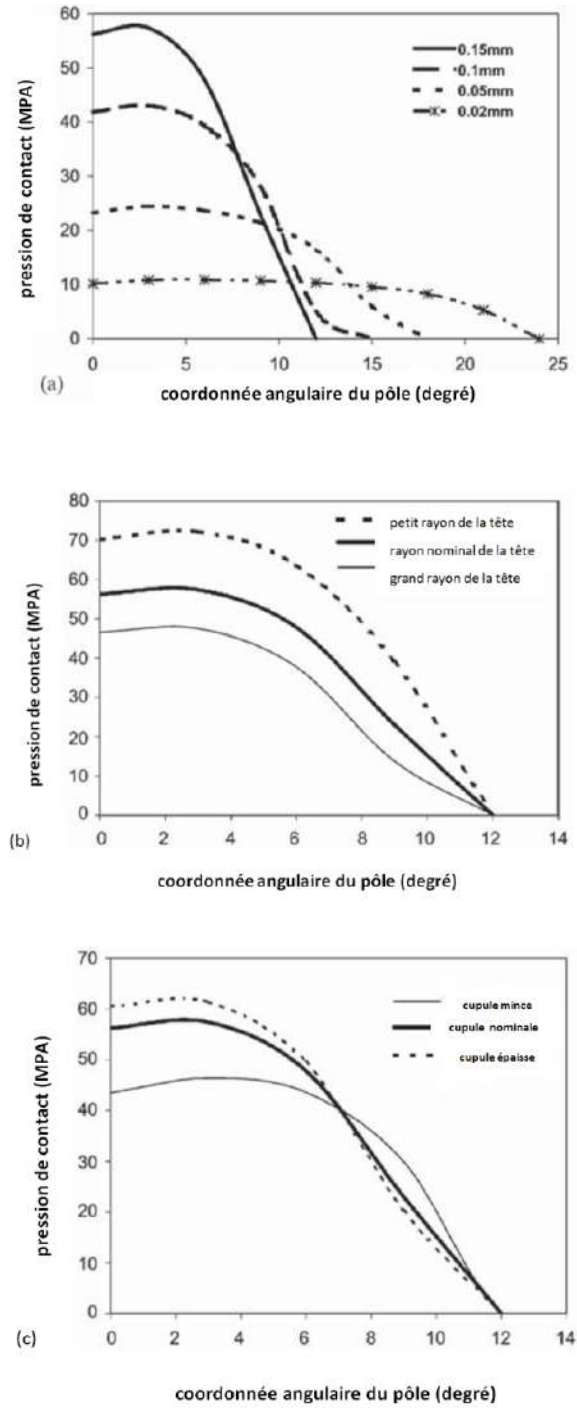 60
50
40
30
20
10
0
pression de contact (MPA)
0.15mm
0.1mm
0.05mm
0.02mm
0 5 10 15 20 25
(a)
coordonnée angulaire du pôle (degré)
80
70
60
50
40
30
20
10
0
pression de contact (MPA)
petit rayon de la tête
rayon nominal de la tête
grand rayon de la tête
0 2 4 6 8 10 12 14
(b)
coordonnée angulaire du pôle (degré)
70
60
50
40
30
20
10
0
pression de contact (MPA)
cupule mince
cupule nominale
cupule épaisse
0 2 4 6 8 10 12 14
(c)
coordonnée angulaire du pôle (degré)